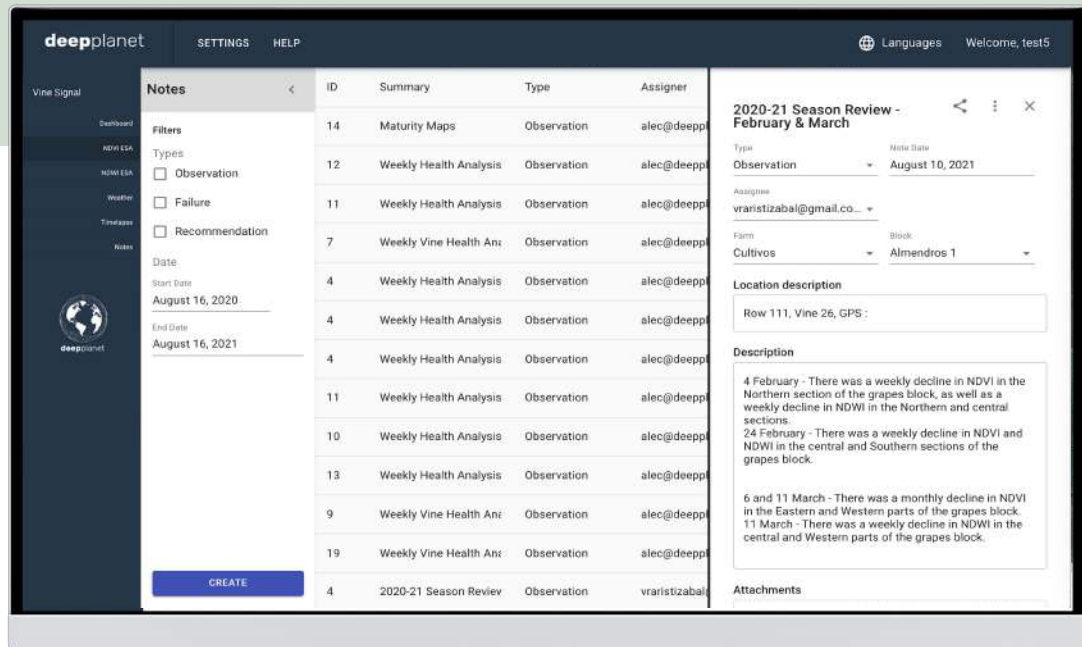 deepplanet
SETTINGS HELP
Languages Welcome, test5
Vine Signal
Dashboard
NDVI ESA
NDWI ESA
Weather
Timelapse
Notes
deepplanet
Notes
Filters
Types
Observation
Failure
Recommendation
Date
Start Date
August 16, 2020
End Date
August 16, 2021
CREATE
ID Summary Type Assigner
14 Maturity Maps Observation alec@deeppl
12 Weekly Health Analysis Observation alec@deeppl
11 Weekly Health Analysis Observation alec@deeppl
7 Weekly Vine Health Ana Observation alec@deeppl
4 Weekly Health Analysis Observation alec@deeppl
4 Weekly Health Analysis Observation alec@deeppl
4 Weekly Health Analysis Observation alec@deeppl
11 Weekly Health Analysis Observation alec@deeppl
10 Weekly Health Analysis Observation alec@deeppl
13 Weekly Health Analysis Observation alec@deeppl
9 Weekly Vine Health Ana Observation alec@deeppl
19 Weekly Vine Health Ana Observation alec@deeppl
4 2020-21 Season Review Observation vraristizabal
2020-21 Season Review -
February & March
Type Note Date
Observation August 10, 2021
Assignee
vraristizabal@gmail.co...
Farm Block
Cultivos Almendros 1
Location description
Row 111, Vine 26, GPS :
Description
4 February - There was a weekly decline in NDVI in the
Northern section of the grapes block, as well as a
weekly decline in NDWI in the Northern and central
sections.
24 February - There was a weekly decline in NDVI and
NDWI in the central and Southern sections of the
grapes block.
6 and 11 March - There was a monthly decline in NDVI
in the Eastern and Western parts of the grapes block.
11 March - There was a weekly decline in NDWI in the
central and Western parts of the grapes block.
Attachments